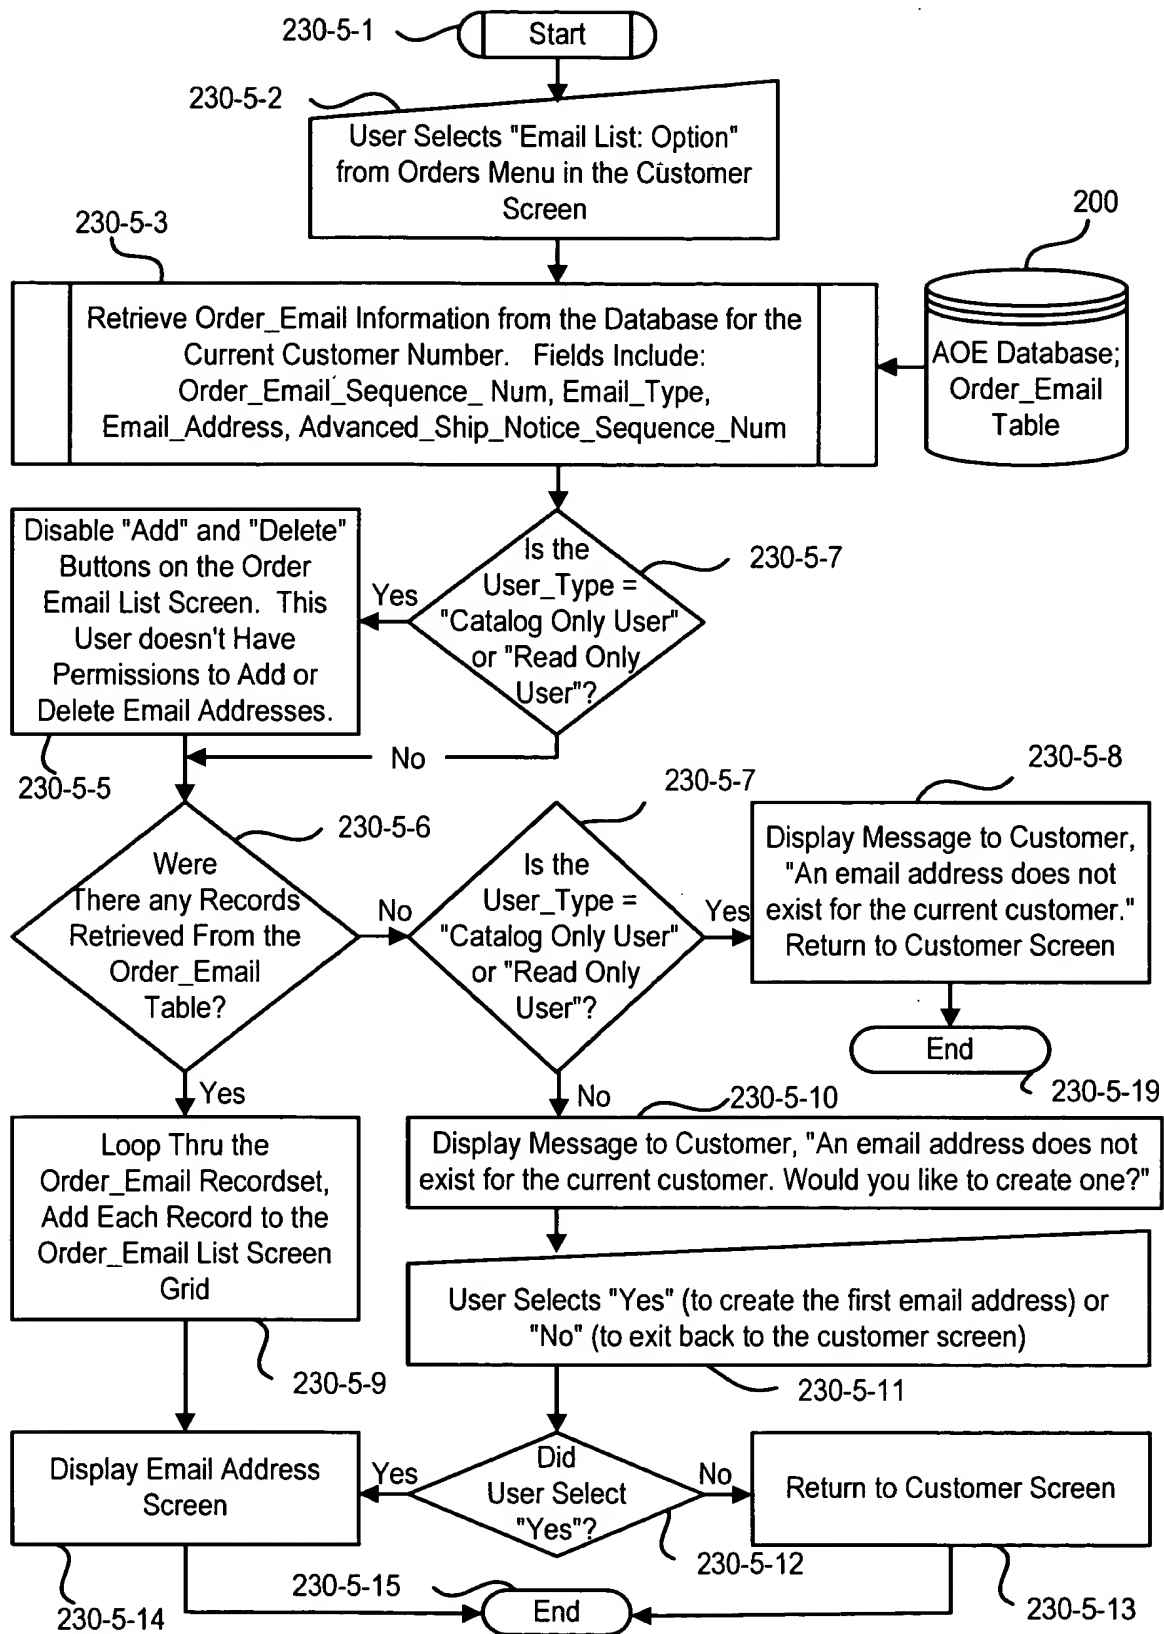 230-5-1
Start
230-5-2
User Selects "Email List: Option"
from Orders Menu in the Customer
Screen
230-5-3
200
Retrieve Order_Email Information from the Database for the
Current Customer Number. Fields Include:
Order_Email_Sequence_ Num, Email_Type,
Email_Address, Advanced_Ship_Notice_Sequence_Num
AOE Database;
Order_Email
Table
Disable "Add" and "Delete"
Buttons on the Order
Email List Screen. This
User doesn't Have
Permissions to Add or
Delete Email Addresses.
Yes
Is the
User_Type =
"Catalog Only User"
or "Read Only
User"?
230-5-7
No
230-5-5
230-5-6
Were
There any Records
Retrieved From the
Order_Email
Table?
No
230-5-7
Is the
User_Type =
"Catalog Only User"
or "Read Only
User"?
Yes
230-5-8
Display Message to Customer,
"An email address does not
exist for the current customer."
Return to Customer Screen
End
230-5-19
Yes
No
230-5-10
Loop Thru the
Order_Email Recordset,
Add Each Record to the
Order_Email List Screen
Grid
230-5-9
Display Message to Customer, "An email address does not
exist for the current customer. Would you like to create one?"
User Selects "Yes" (to create the first email address) or
"No" (to exit back to the customer screen)
230-5-11
Display Email Address
Screen
Yes
Did
User Select
"Yes"?
No
Return to Customer Screen
230-5-12
230-5-15
End
230-5-14
230-5-13